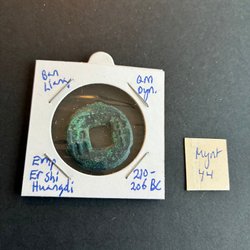 Ban
Liang
Qin
Dyn.
Emp
Er Shi
Huangdi
210-
206 BC
Mynt
44